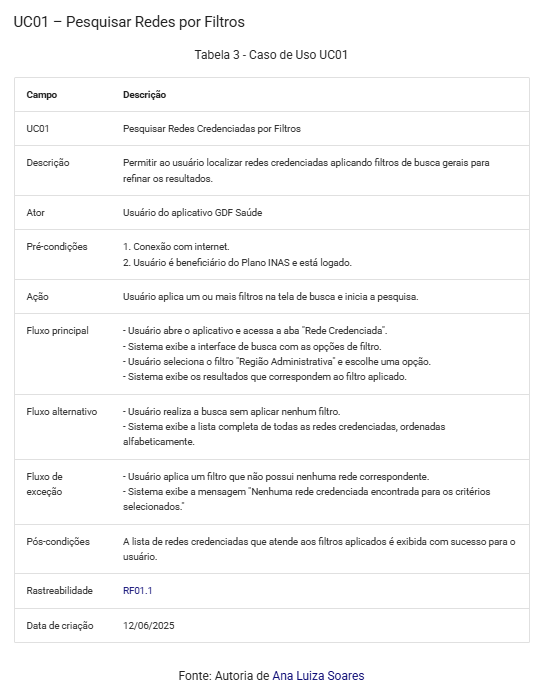 UC01 – Pesquisar Redes por Filtros
Tabela 3 - Caso de Uso UC01
Campo Descrição
UC01 Pesquisar Redes Credenciadas por Filtros
Descrição Permitir ao usuário localizar redes credenciadas aplicando filtros de busca gerais para
refinar os resultados.
Ator Usuário do aplicativo GDF Saúde
Pré-condições 1. Conexão com internet.
2. Usuário é beneficiário do Plano INAS e está logado.
Ação Usuário aplica um ou mais filtros na tela de busca e inicia a pesquisa.
Fluxo principal - Usuário abre o aplicativo e acessa a aba "Rede Credenciada".
- Sistema exibe a interface de busca com as opções de filtro.
- Usuário seleciona o filtro "Região Administrativa" e escolhe uma opção.
- Sistema exibe os resultados que correspondem ao filtro aplicado.
Fluxo alternativo - Usuário realiza a busca sem aplicar nenhum filtro.
- Sistema exibe a lista completa de todas as redes credenciadas, ordenadas
alfabeticamente.
Fluxo de - Usuário aplica um filtro que não possui nenhuma rede correspondente.
exceção - Sistema exibe a mensagem "Nenhuma rede credenciada encontrada para os critérios
selecionados."
Pós-condições A lista de redes credenciadas que atende aos filtros aplicados é exibida com sucesso para o
usuário.
Rastreabilidade RF01.1
Data de criação 12/06/2025
Fonte: Autoria de Ana Luiza Soares